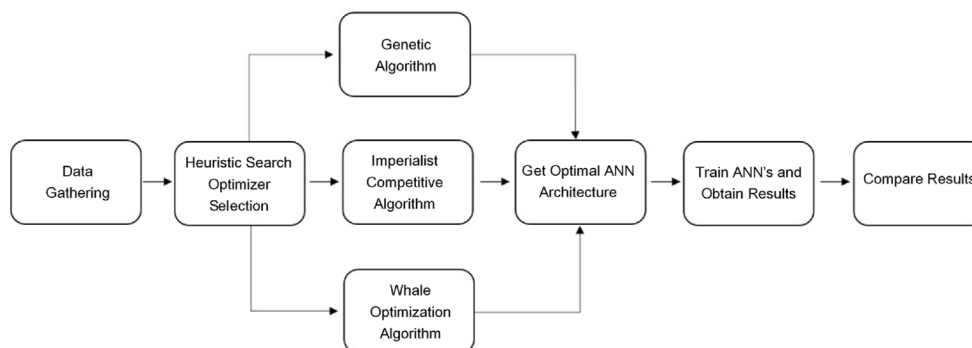 Genetic
Algorithm
Data
Gathering
Heuristic Search
Optimizer
Selection
Imperialist
Competitive
Algorithm
Get Optimal ANN
Architecture
Train ANN's and
Obtain Results
Compare Results
Whale
Optimization
Algorithm